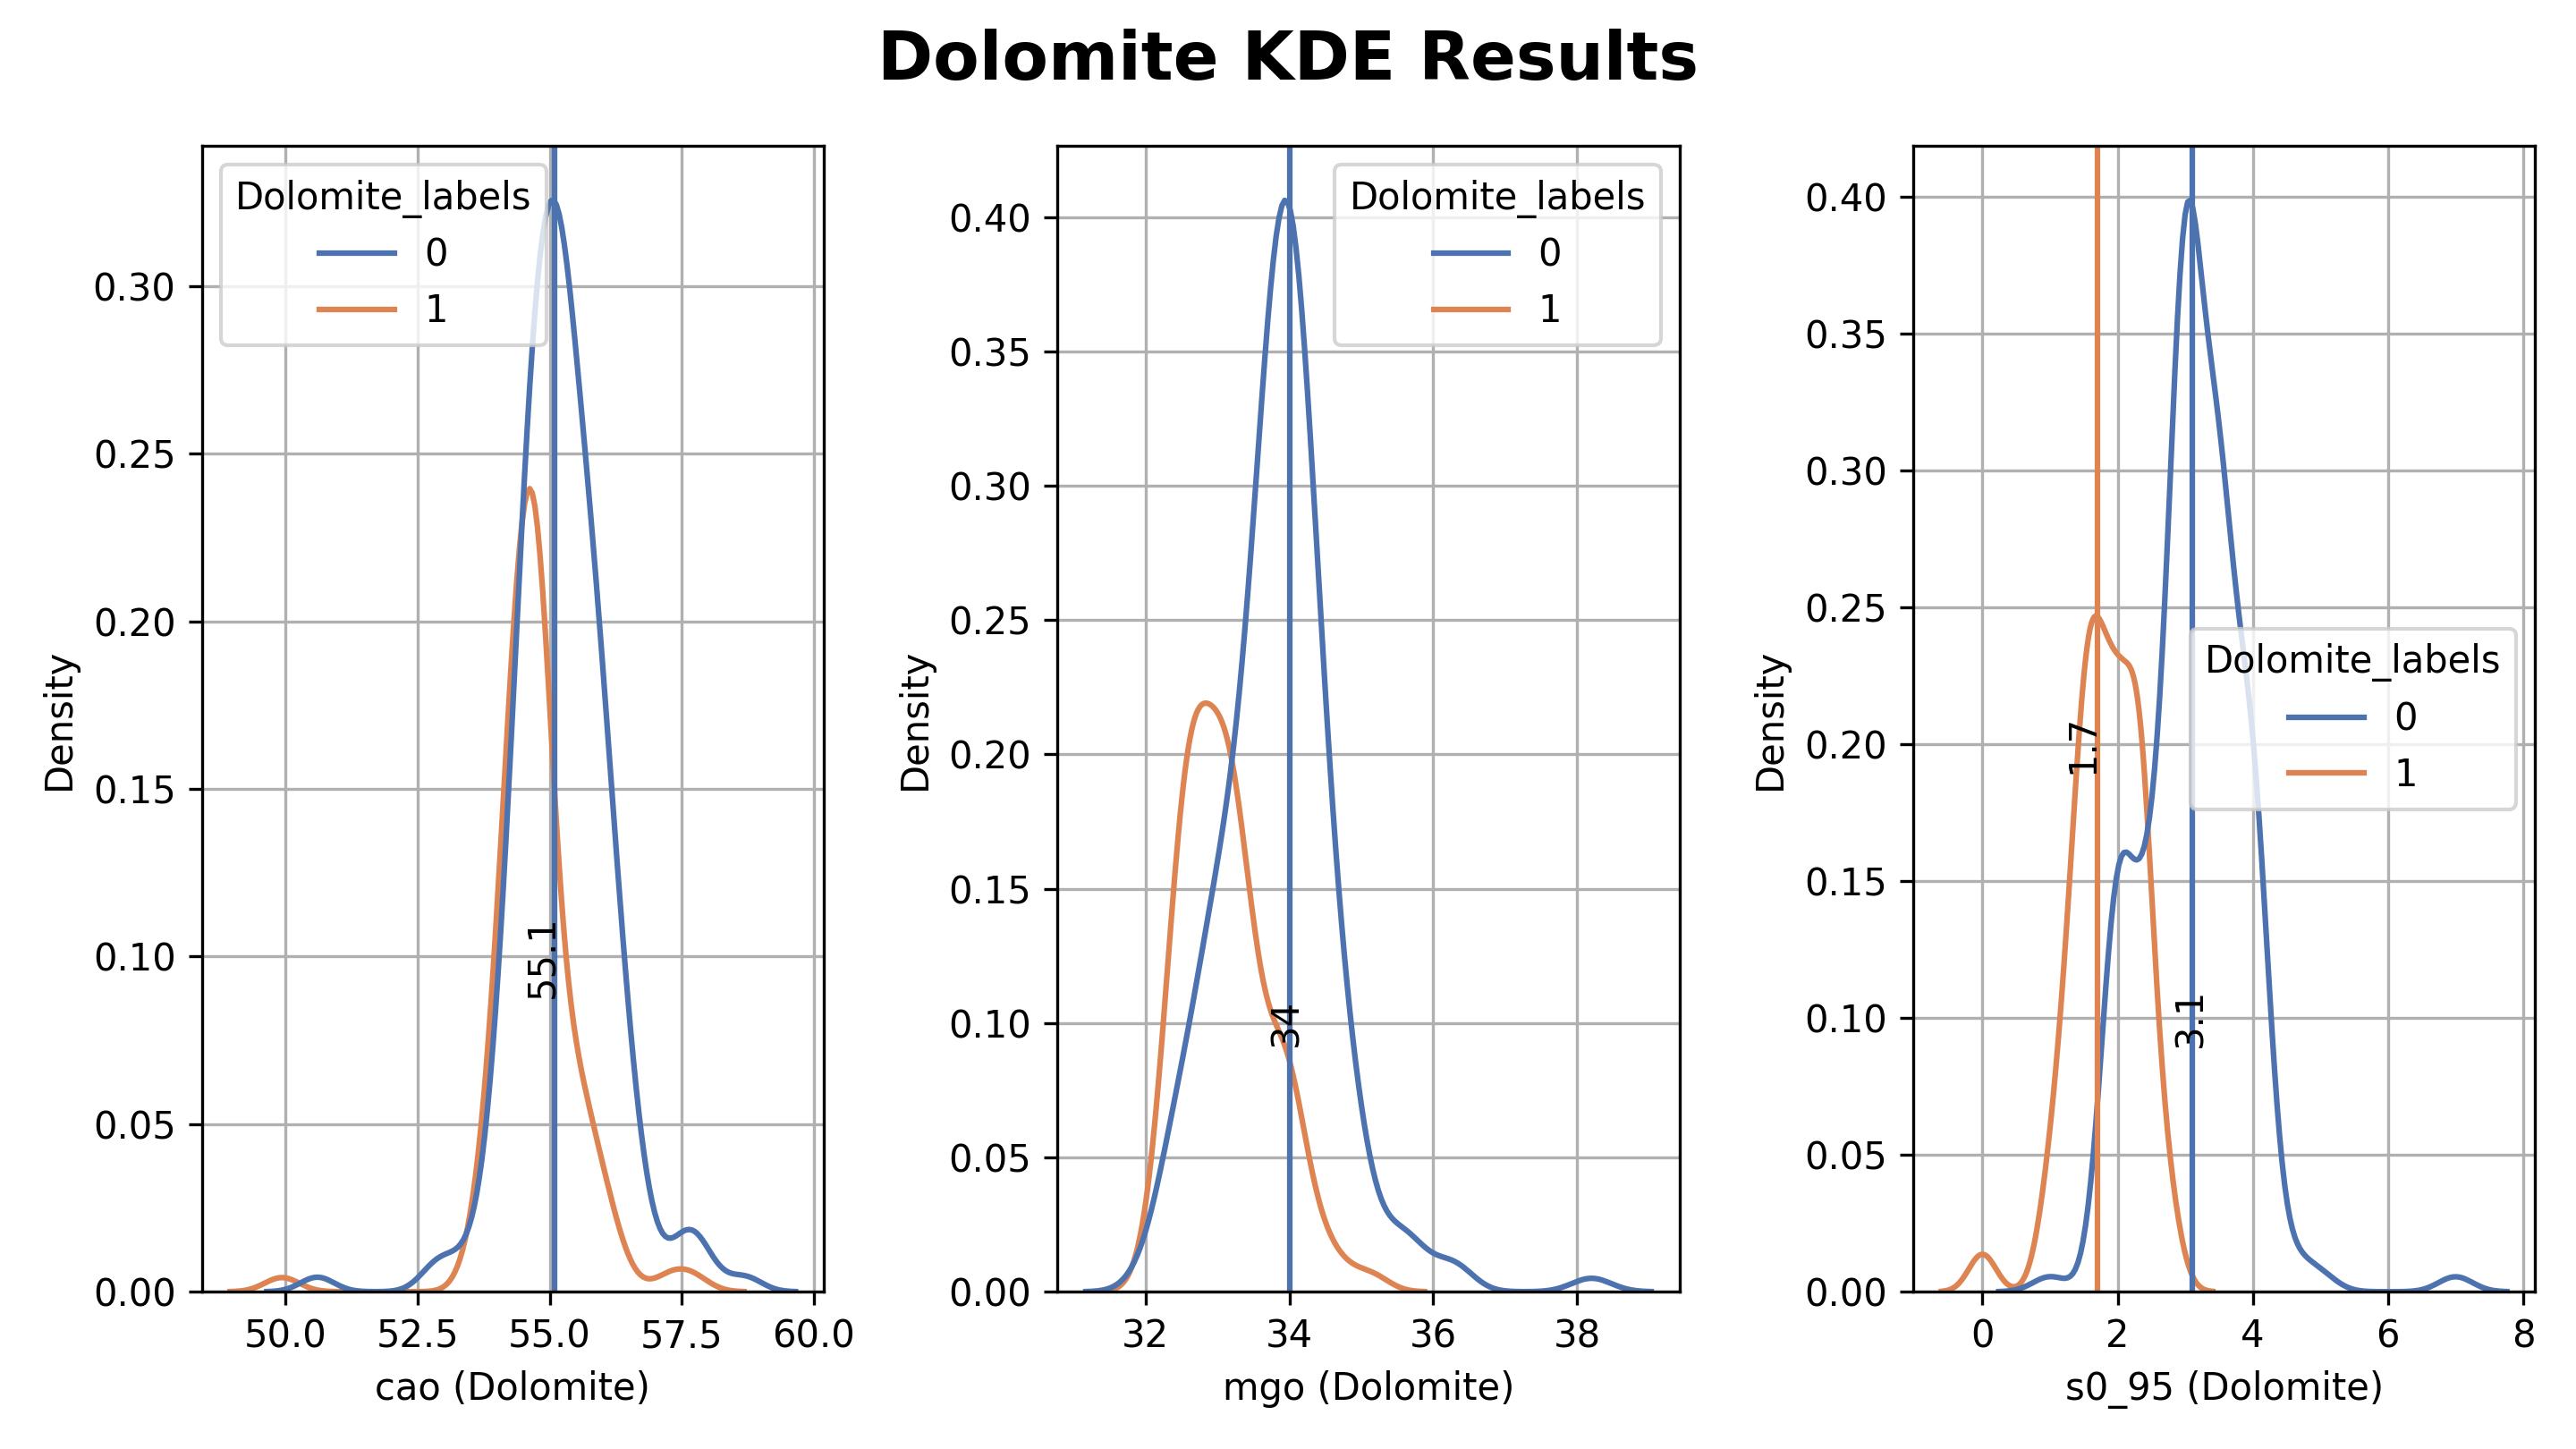 Dolomite KDE Results
Dolomite_labels
0
1
0.30
0.25
0.20
0.15
0.10
0.05
0.00
Density
55.1
50.0 52.5 55.0 57.5 60.0
cao (Dolomite)
Dolomite_labels
0
1
0.40
0.35
0.30
0.25
0.20
0.15
0.10
0.05
0.00
Density
34
32 34 36 38
mgo (Dolomite)
0.40
0.35
0.30
0.25
0.20
0.15
0.10
0.05
0.00
Density
1.7
3.1
Dolomite_labels
0
1
0 2 4 6 8
s0_95 (Dolomite)